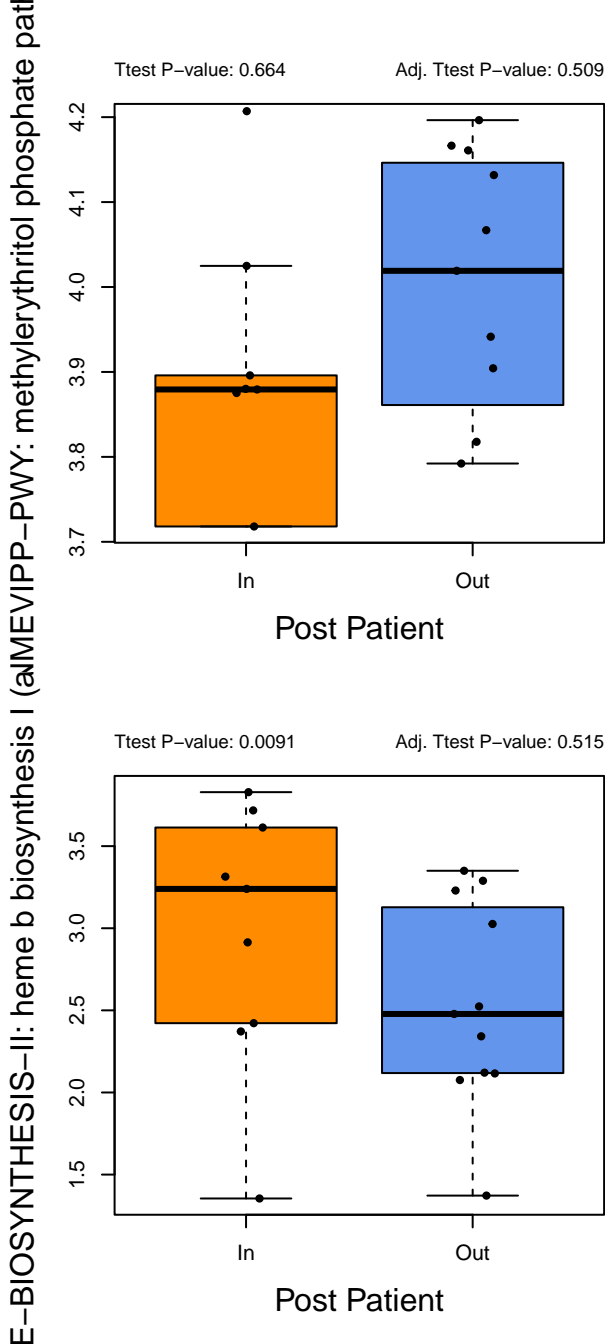 Ttest P−value: 0.664
Adj. Ttest P−value: 0.509
MEVIPP−PWY: methylerythritol phosphate
4.2
4.1
4.0
3.9
3.8
3.7
In
Out
Post Patient
Ttest P−value: 0.0091
Adj. Ttest P−value: 0.515
E−BIOSYNTHESIS−II: heme b biosynthesis I
3.5
3.0
2.5
2.0
1.5
In
Out
Post Patient